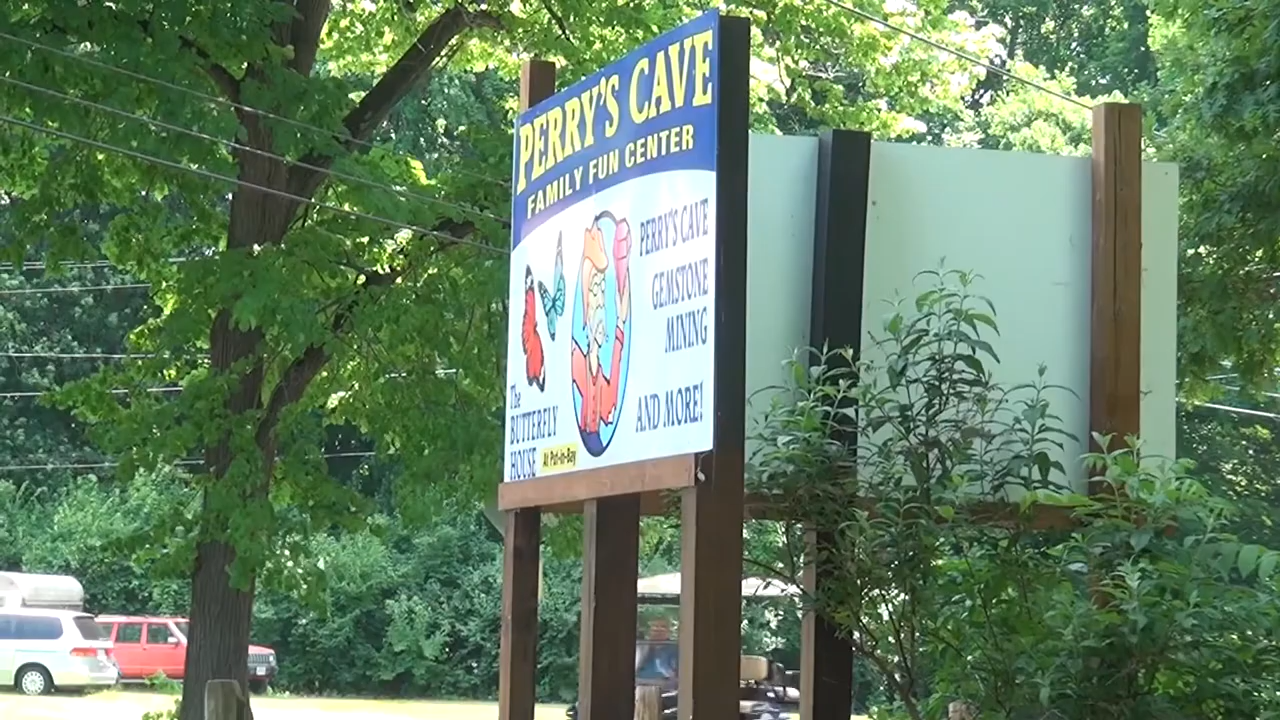 PERRY'S CAVE
FAMILY FUN CENTER
PERRY'S CAVE
GEMSTONE
MINING
AND MORE!
The
BUTTERFLY
HOUSE
At Put-in-Bay